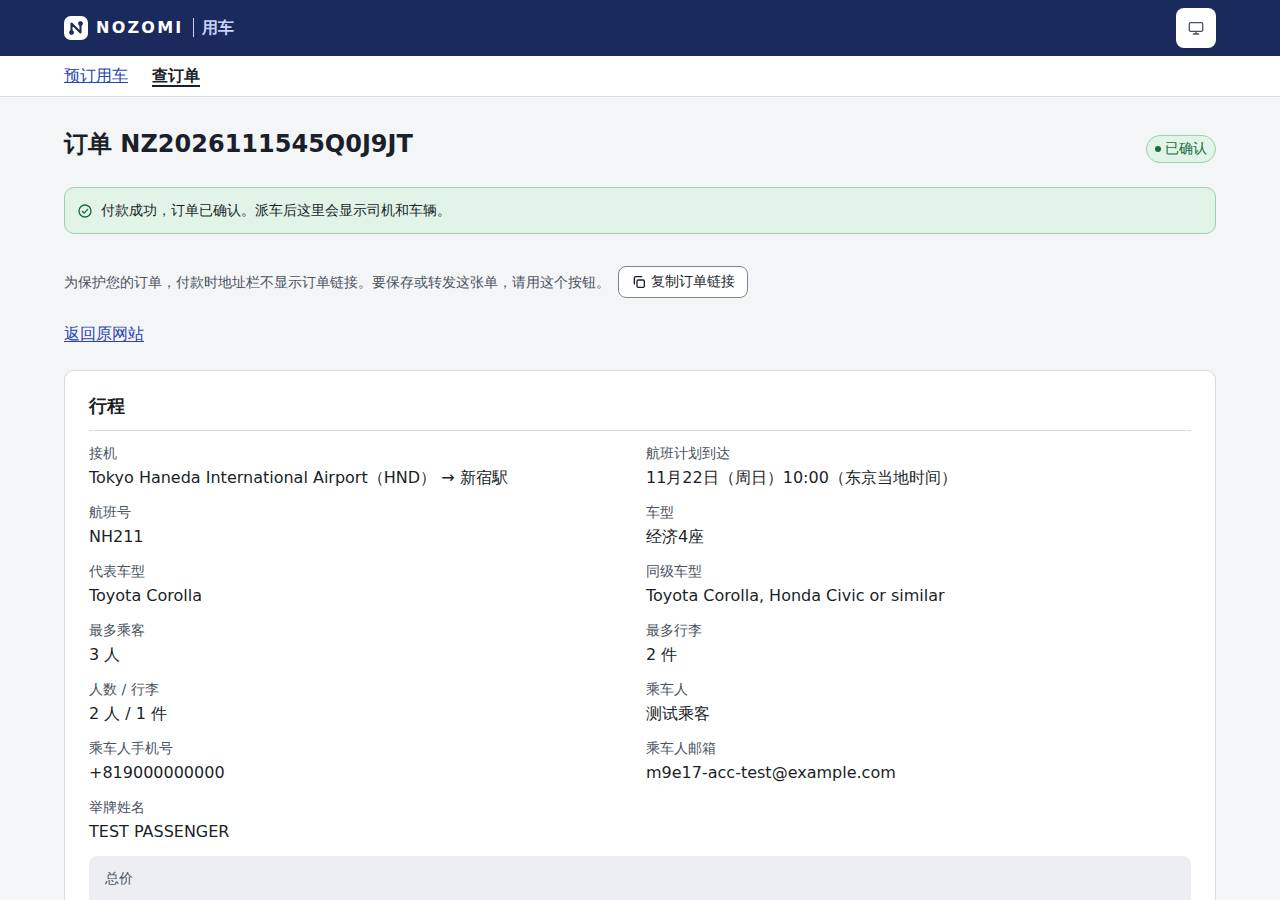 NOZOMI 用车
预订用车 查订单
订单 NZ2026111545Q0J9JT
已确认
付款成功，订单已确认。派车后这里会显示司机和车辆。
为保护您的订单，付款时地址栏不显示订单链接。要保存或转发这张单，请用这个按钮。 复制订单链接
返回原网站
行程
接机 航班计划到达
Tokyo Haneda International Airport（HND） → 新宿駅 11月22日（周日）10:00（东京当地时间）
航班号 车型
NH211 经济4座
代表车型 同级车型
Toyota Corolla Toyota Corolla, Honda Civic or similar
最多乘客 最多行李
3 人 2 件
人数 / 行李 乘车人
2 人 / 1 件 测试乘客
乘车人手机号 乘车人邮箱
+819000000000 m9e17-acc-test@example.com
举牌姓名
TEST PASSENGER
总价